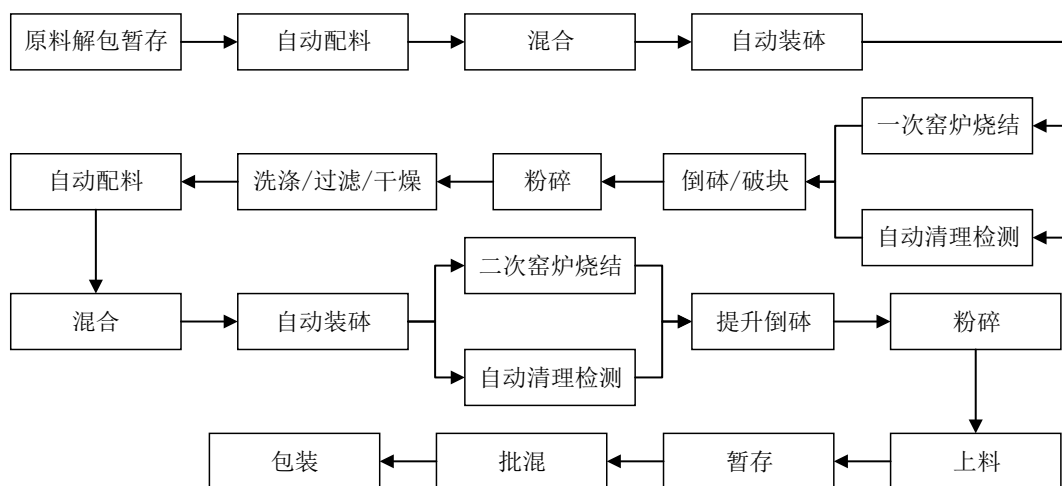 原料解包暂存
自动配料
混合
自动装砵
一次窑炉烧结
自动清理检测
倒砵/破块
粉碎
洗涤/过滤/干燥
自动配料
混合
自动装砵
二次窑炉烧结
自动清理检测
提升倒砵
粉碎
上料
暂存
批混
包装